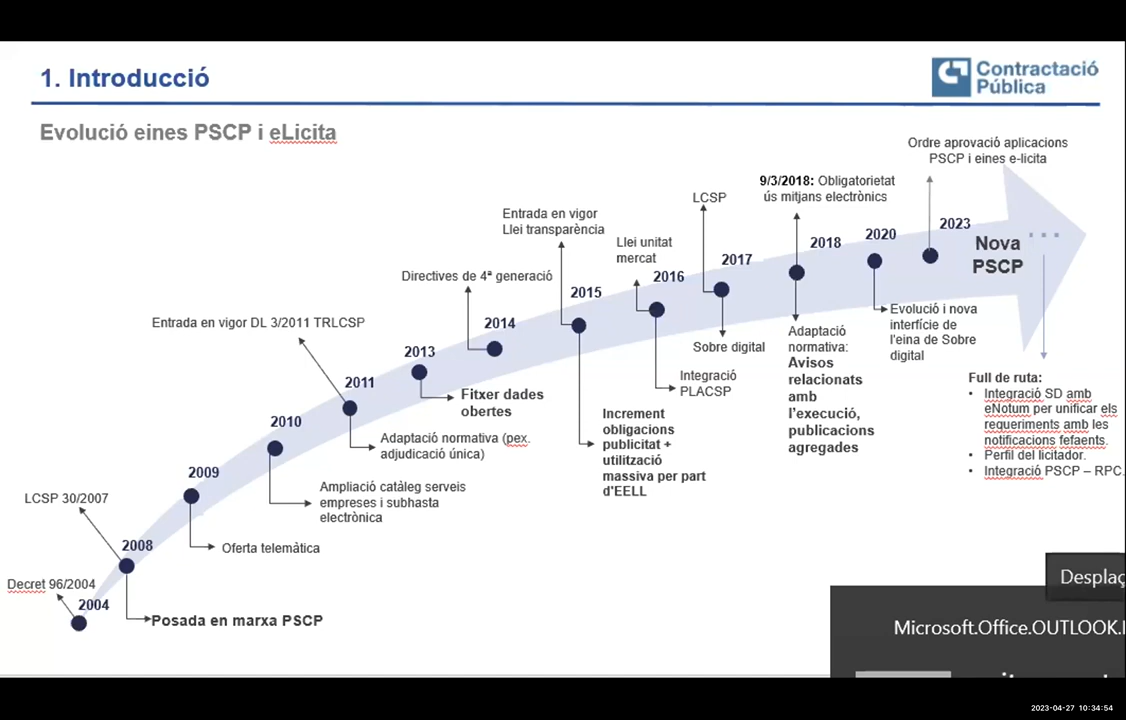 1. Introducció
Contractació
Pública
Evolució eines PSCP i eLicita
Ordre aprovació aplicacions
PSCP i eines e-licita
9/3/2018: Obligatorietat
ús mitjans electrònics
LCSP
Entrada en vigor
Llei transparència
Llei unitat
mercat
2023
2020
2018
2017
2016
2015
2014
2013
2011
2010
2009
2008
2004
Nova
PSCP
...
Directives de 4ª generació
Entrada en vigor DL 3/2011 TRLCSP
LCSP 30/2007
Decret 96/2004
Posada en marxa PSCP
Oferta telemàtica
Ampliació catàleg serveis
empreses i subhasta
electrònica
Adaptació normativa (pex.
adjudicació única)
Fitxer dades
obertes
Increment
obligacions
publicitat +
utilització
massiva per part
d'EELL
Integració
PLACSP
Sobre digital
Adaptació
normativa:
Avisos
relacionats
amb
l'execució,
publicacions
agregades
Evolució i nova
interfície de
l'eina de Sobre
digital
Full de ruta:
• Integració SD amb
eNotum per unificar els
requeriments amb les
notificacions fefaents.
• Perfil del licitador.
• Integració PSCP – RPC.
Desplaç
Microsoft.Office.OUTLOOK.
2023-04-27 10:34:54